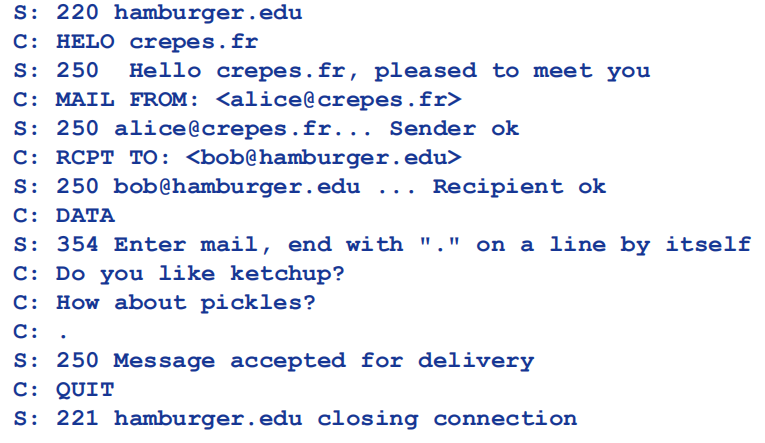 S: 220 hamburger.edu
C: HELO crepes.fr
S: 250  Hello crepes.fr, pleased to meet you
C: MAIL FROM: <alice@crepes.fr>
S: 250 alice@crepes.fr... Sender ok
C: RCPT TO: <bob@hamburger.edu>
S: 250 bob@hamburger.edu ... Recipient ok
C: DATA
S: 354 Enter mail, end with "." on a line by itself
C: Do you like ketchup?
C: How about pickles?
C: .
S: 250 Message accepted for delivery
C: QUIT
S: 221 hamburger.edu closing connection